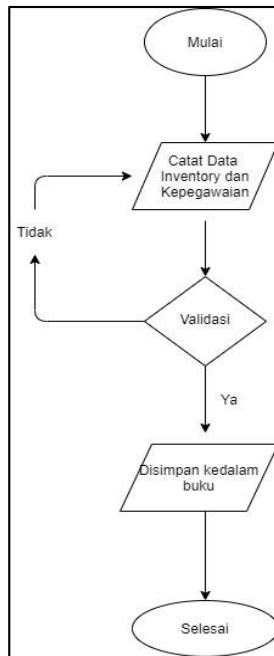 Mulai
Catat Data
Inventory dan
Kepegawaian
Tidak
Validasi
Ya
Disimpan kedalam
buku
Selesai